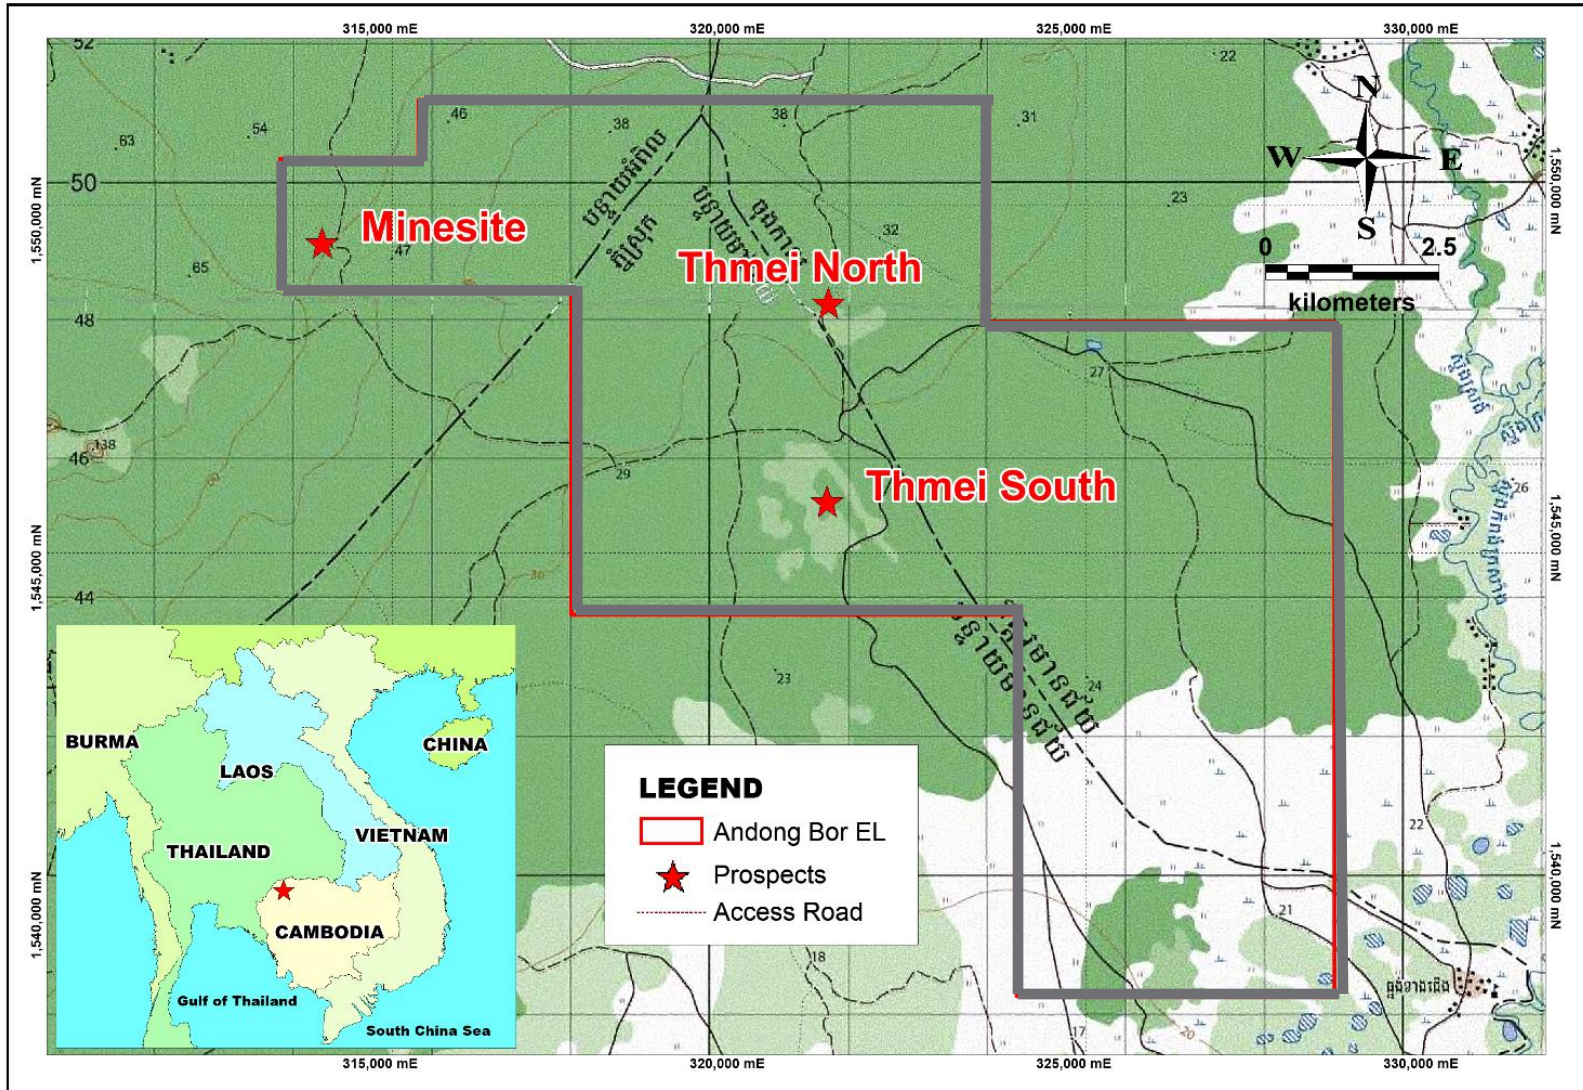 315,000 mE
320,000 mE
325,000 mE
330,000 mE
52
22
46
38
38
31
54
63
N
W
E
S
50
23
1,550,000 mN
1,550,000 mN
Minesite
47
32
65
Thmei North
0
2.5
kilometers
48
27
138
46
29
Thmei South
26
1,545,000 mN
1,545,000 mN
30
44
23
24
BURMA
CHINA
LAOS
VIETNAM
THAILAND
CAMBODIA
Gulf of Thailand
South China Sea
LEGEND
Andong Bor EL
Prospects
Access Road
22
1,540,000 mN
1,540,000 mN
21
18
17
20
315,000 mE
320,000 mE
325,000 mE
330,000 mE